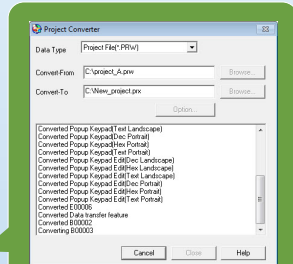 Project Converter
Data Type
Project File(*.PRW)
Convert-From
C:\project_A.prw
Browse...
Convert-To
C:\New_project.prx
Browse...
Option...
Converted Popup Keypad(Text Landscape)
Converted Popup Keypad(Dec Portrait)
Converted Popup Keypad(Hex Portrait)
Converted Popup Keypad(Text Portrait)
Converted Popup Keypad Edit(Dec Landscape)
Converted Popup Keypad Edit(Hex Landscape)
Converted Popup Keypad Edit(Text Landscape)
Converted Popup Keypad Edit(Dec Portrait)
Converted Popup Keypad Edit(Hex Portrait)
Converted Popup Keypad Edit(Text Portrait)
Converted E00006
Converted Data transfer feature
Converted B00002
Converting B00003
Cancel
Close
Help